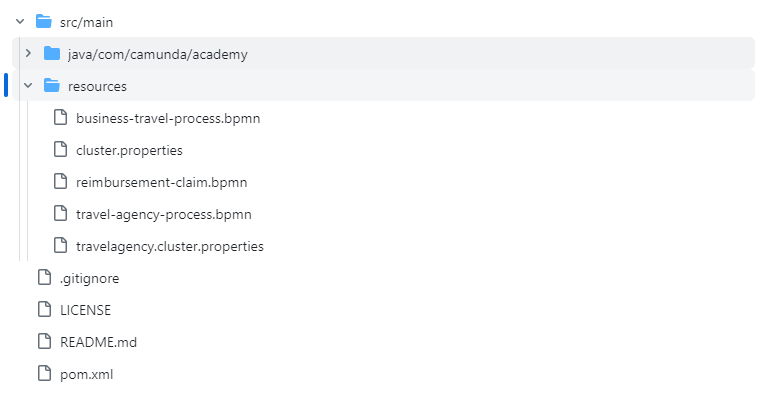 src/main
java/com/camunda/academy
resources
business-travel-process.bpmn
cluster.properties
reimbursement-claim.bpmn
travel-agency-process.bpmn
travelagency.cluster.properties
.gitignore
LICENSE
README.md
pom.xml